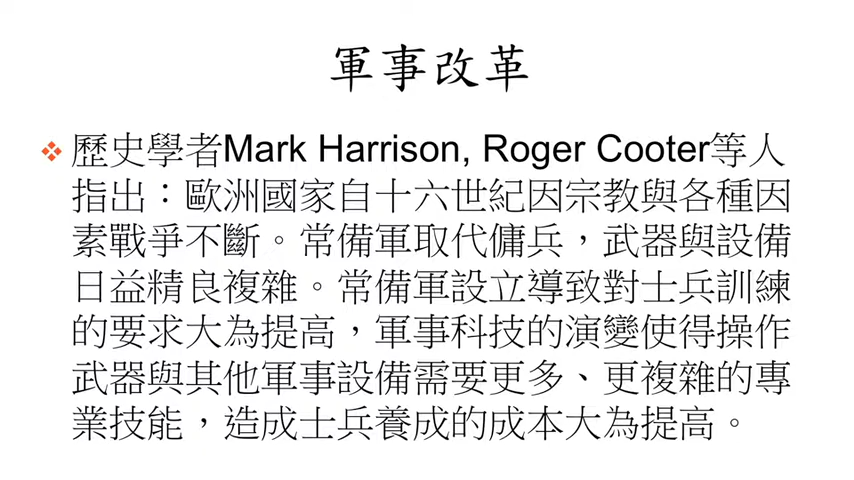 軍事改革
歷史學者Mark Harrison, Roger Cooter等人
指出：歐洲國家自十六世紀因宗教與各種因
素戰爭不斷。常備軍取代傭兵，武器與設備
日益精良複雜。常備軍設立導致對士兵訓練
的要求大為提高，軍事科技的演變使得操作
武器與其他軍事設備需要更多、更複雜的專
業技能，造成士兵養成的成本大為提高。